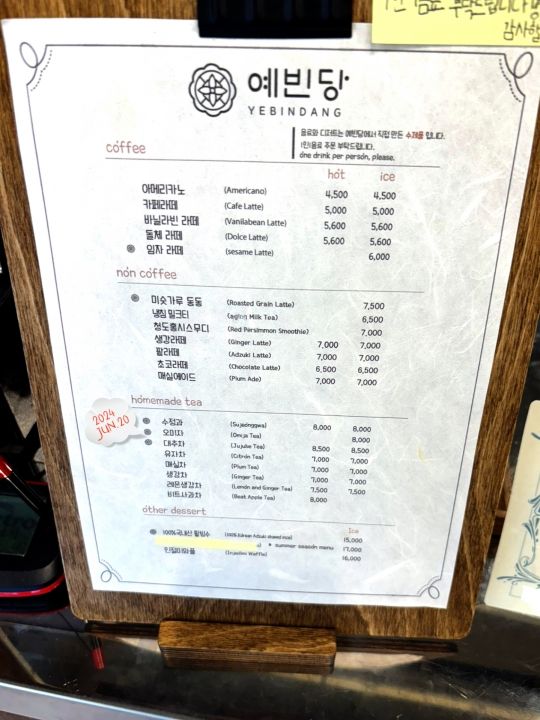 부탁드립니다
감사합
예빈당
YEBINDANG
음료와 디저트는 예빈당에서 직접 만든 수제품 입니다.
1인1음료 주문 부탁드립니다.
one drink per person, please.
coffee
hot ice
아메리카노 (Americano) 4,500 4,500
카페라떼 (Cafe Latte) 5,000 5,000
바닐라빈 라떼 (Vanilabean Latte) 5,600 5,600
돌체 라떼 (Dolce Latte) 5,600 5,600
임자 라떼 (sesame Latte) 6,000
non coffee
미숫가루 동동 (Roasted Grain Latte) 7,500
냉침 밀크티 (aging Milk Tea) 6,500
청도홍시스무디 (Red Persimmon Smoothie) 7,000
생강라떼 (Ginger Latte) 7,000 7,000
팥라떼 (Adzuki Latte) 7,000 7,000
초코라떼 (Chocolate Latte) 6,500 6,500
매실에이드 (Plum Ade) 7,000 7,000
homemade tea
2024
JUN.20
수정과 (Sujeonggwa) 8,000 8,000
오미자 (Omija Tea) 8,000
대추차 (Jujube Tea) 8,500 8,500
유자차 (Citron Tea) 7,000 7,000
매실차 (Plum Tea) 7,000 7,000
생강차 (Ginger Tea) 7,000 7,000
레몬생강차 (Lemon and Ginger Tea) 7,500 7,500
비트사과차 (Beat Apple Tea) 8,000
other dessert
Ice
100%국내산 팥빙수 (100% Korean Adzuki shaved Ice) 15,000
* summer season menu 17,000
인절미와플 (Injeolmi Waffle) 16,000